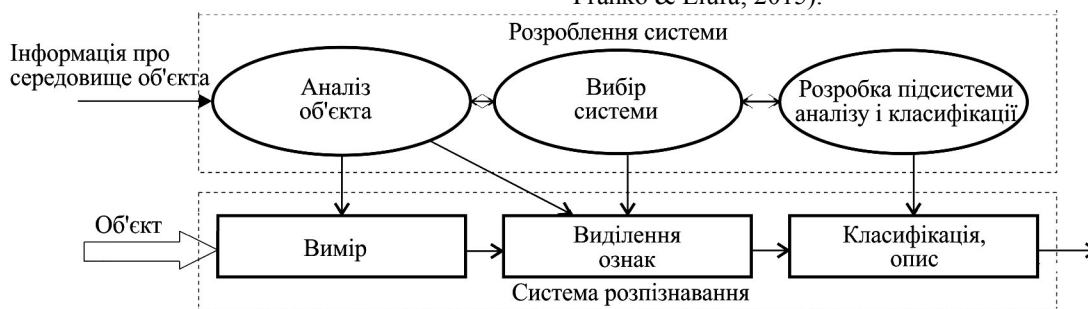 Розроблення системи
Інформація про
середовище об'єкта
Аналіз
об'єкта
Вибір
системи
Розробка підсистеми
аналізу і класифікації
Об'єкт
Вимір
Виділення
ознак
Класифікація,
опис
Система розпізнавання